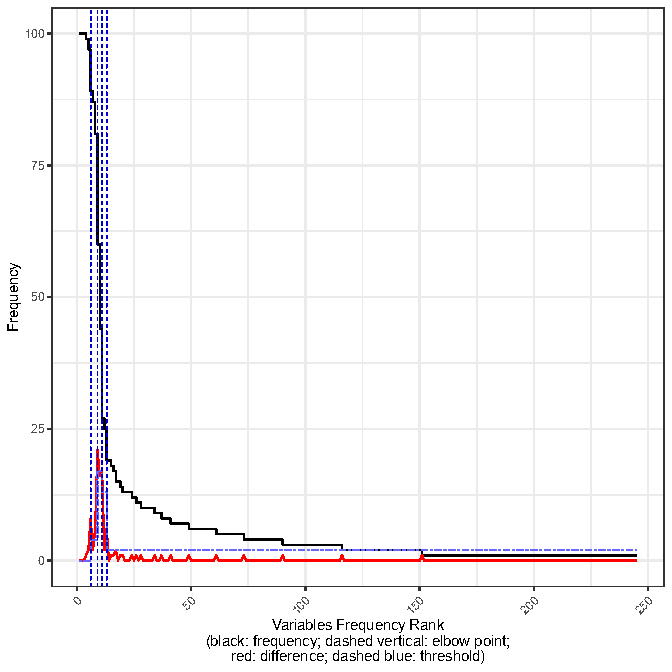 Frequency
100
75
50
25
0
0
50
100
150
200
250
Variables Frequency Rank
(black: frequency; dashed vertical: elbow point;
red: difference; dashed blue: threshold)